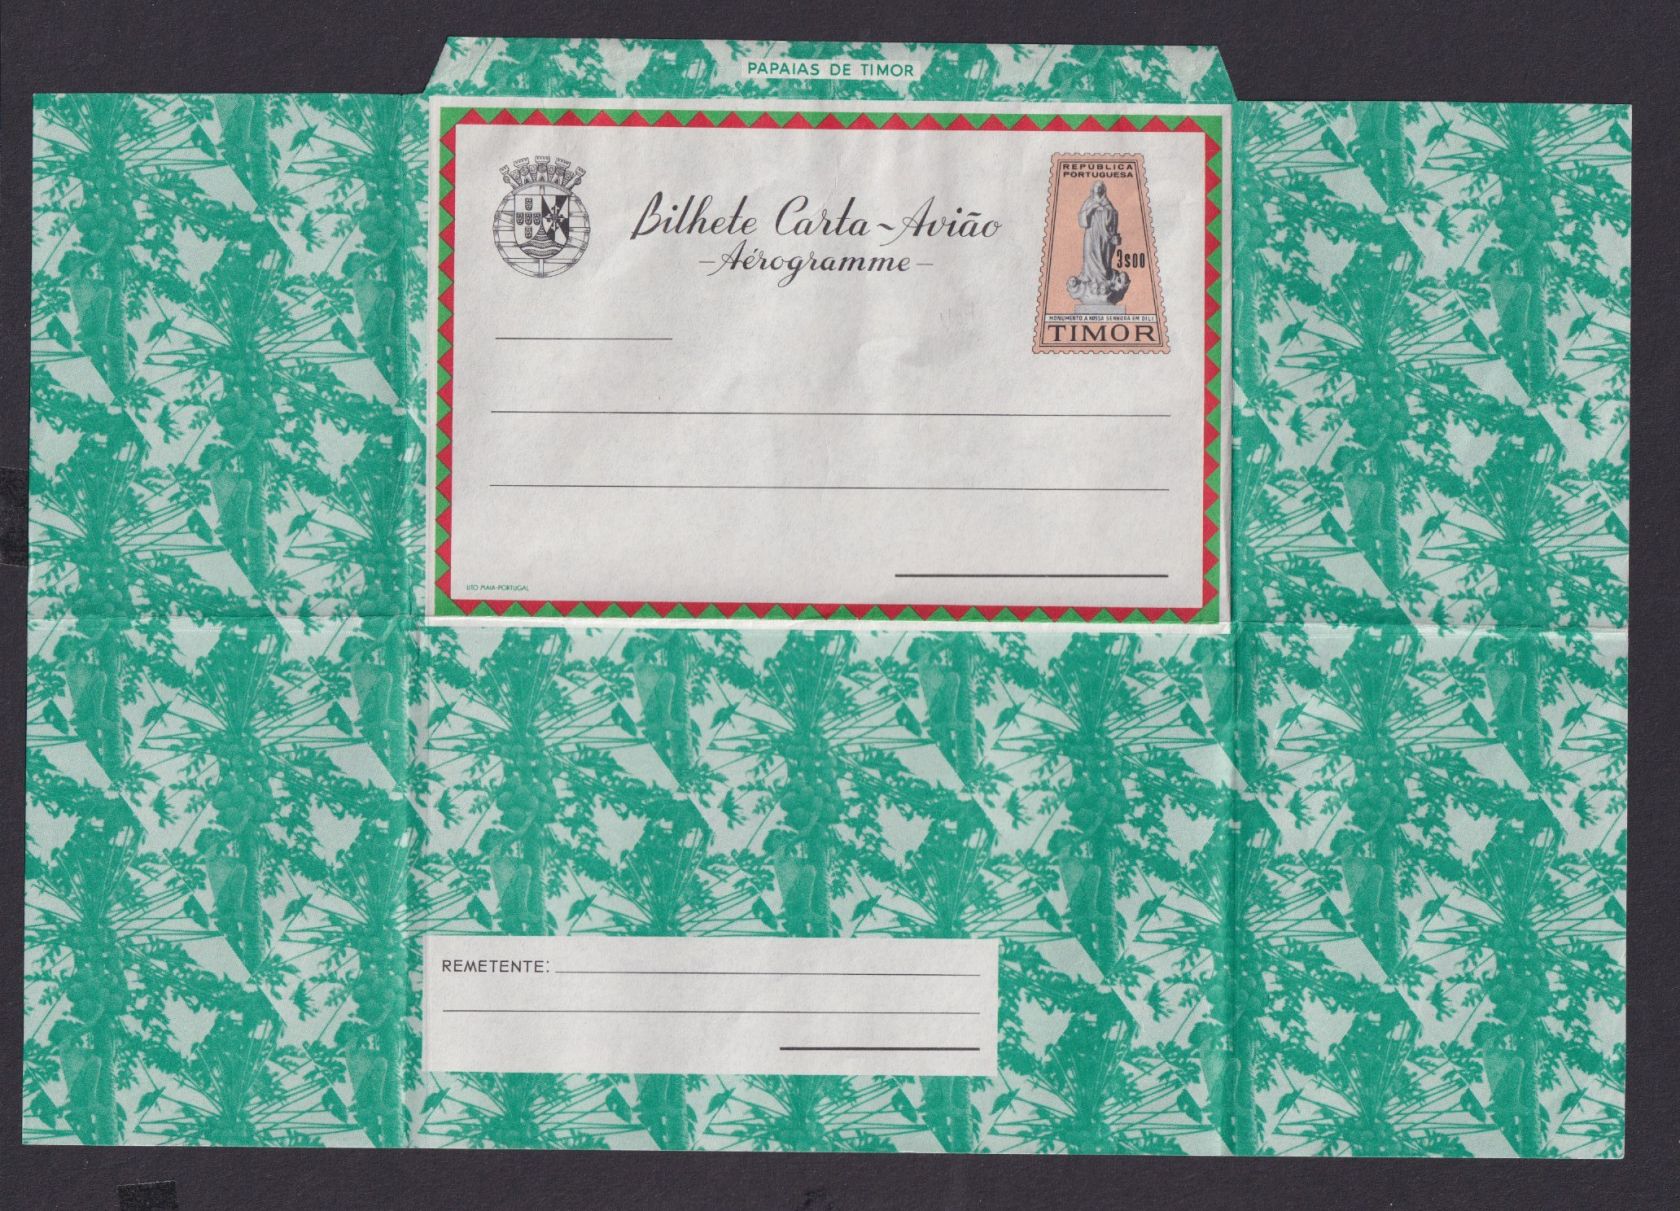 PAPAIAS DE TIMOR
REPÚBLICA
PORTUGUESA
Bilhete Carta~Avião
-Aérogramme-
3$00
MONUMENTO A NOSSA SENHORA EM DILI
TIMOR
LITO MAIA-PORTUGAL
REMETENTE: